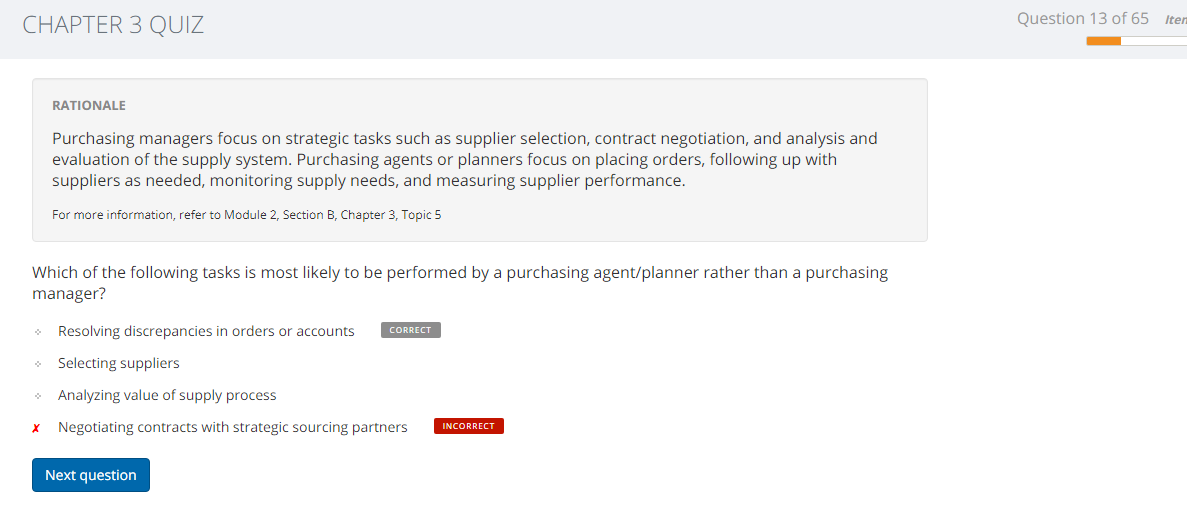 CHAPTER 3 QUIZ
Question 13 of 65
RATIONALE
Purchasing managers focus on strategic tasks such as supplier selection, contract negotiation, and analysis and
evaluation of the supply system. Purchasing agents or planners focus on placing orders, following up with
suppliers as needed, monitoring supply needs, and measuring supplier performance.
For more information, refer to Module 2, Section B, Chapter 3, Topic 5
Which of the following tasks is most likely to be performed by a purchasing agent/planner rather than a purchasing
manager?
Resolving discrepancies in orders or accounts CORRECT
Selecting suppliers
Analyzing value of supply process
✗ Negotiating contracts with strategic sourcing partners INCORRECT
Next question